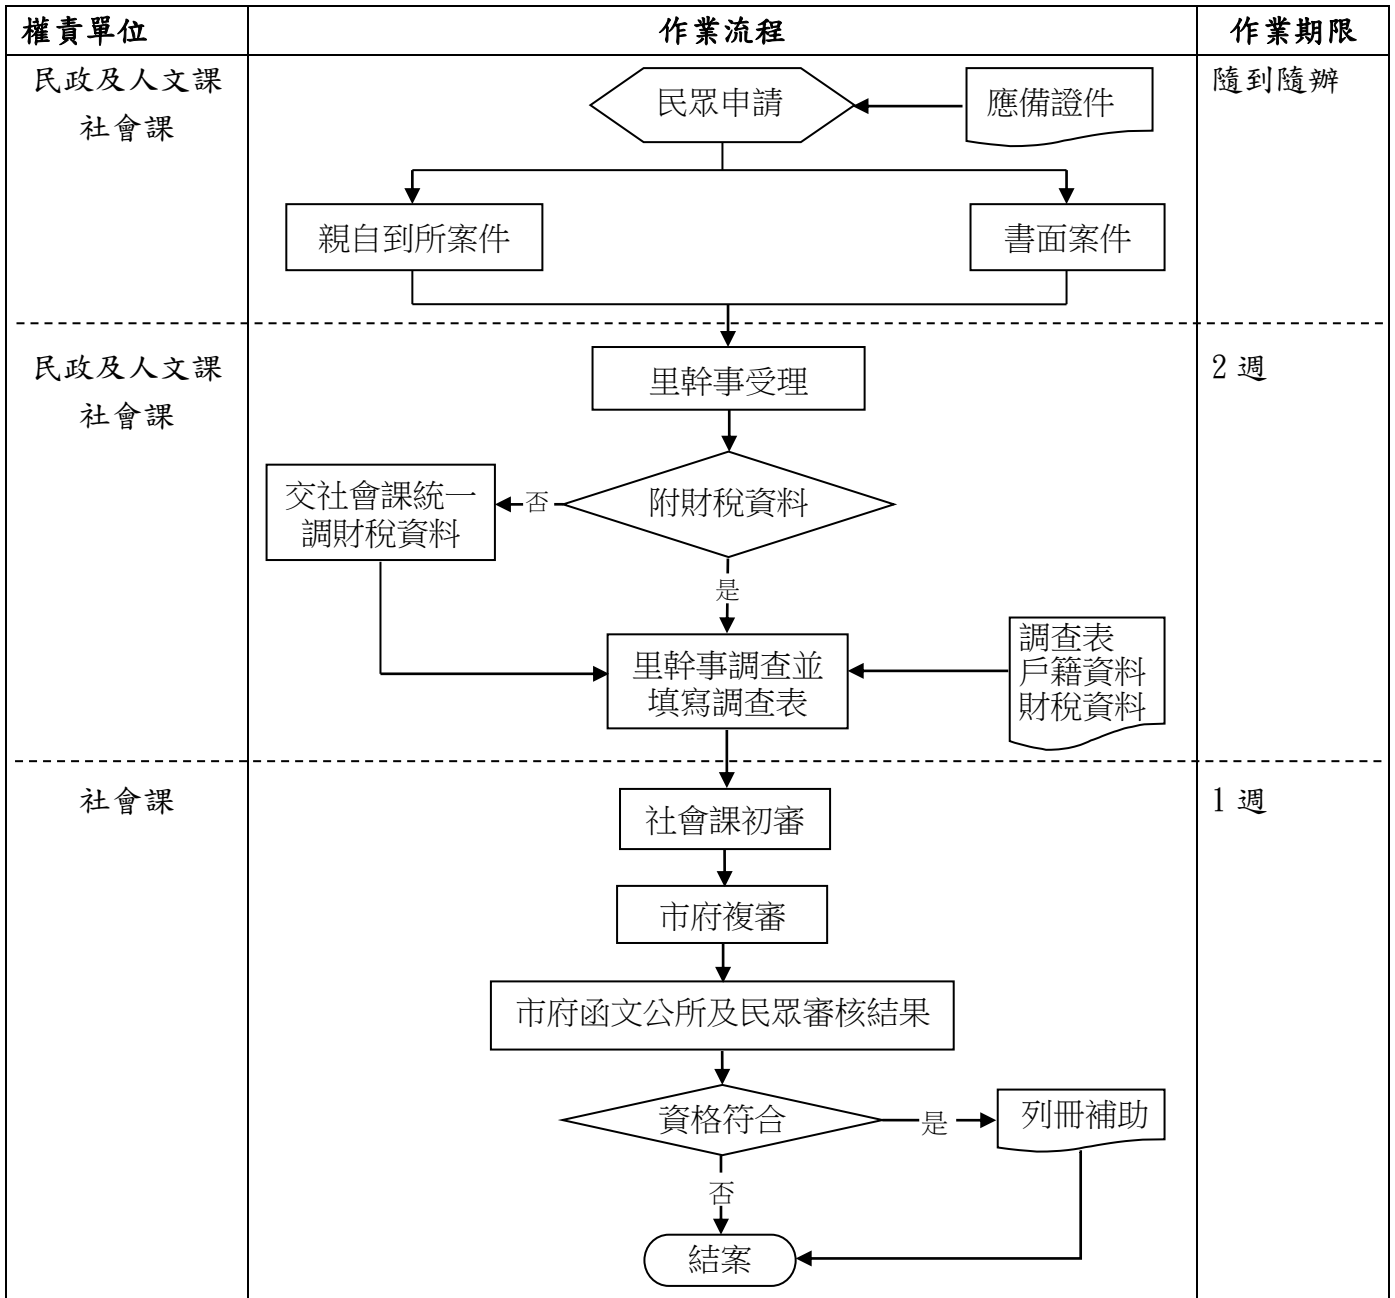 權責單位
作業流程
作業期限
民政及人文課
社會課
民眾申請
應備證件
隨到隨辦
親自到所案件
書面案件
民政及人文課
社會課
里幹事受理
2 週
交社會課統一
調財稅資料
否
附財稅資料
是
里幹事調查並
填寫調查表
調查表
戶籍資料
財稅資料
社會課
社會課初審
1 週
市府複審
市府函文公所及民眾審核結果
資格符合
是
列冊補助
否
結案